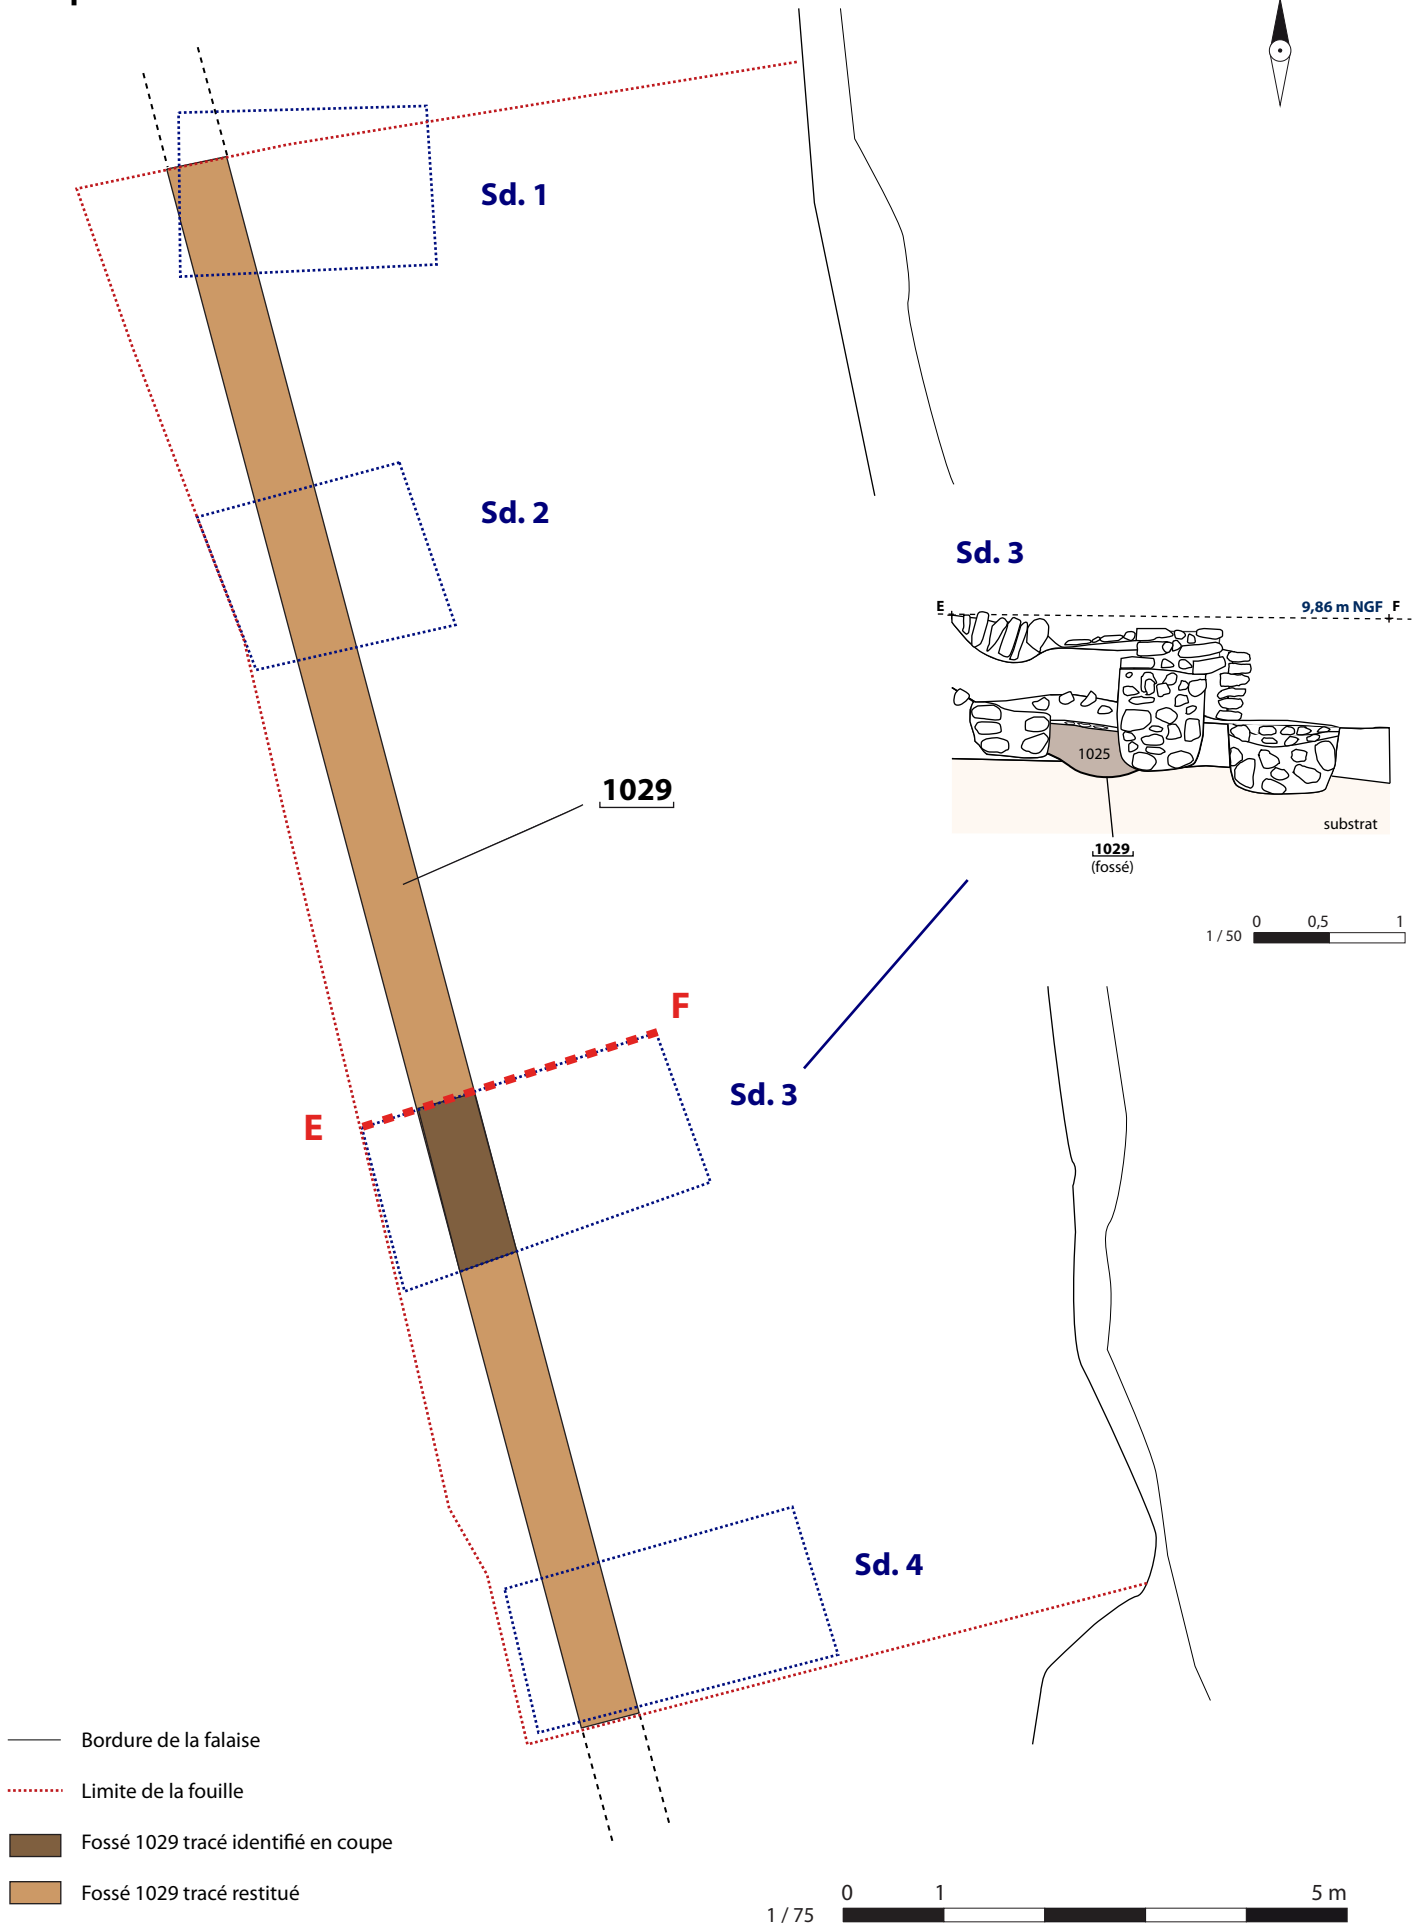 Sd. 1
Sd. 2
Sd. 3
E
9,86 m NGF
F
1025
substrat
1029
(fossé)
1029
0 0,5 1
1 / 50
F
E
Sd. 3
Sd. 4
Bordure de la falaise
Limite de la fouille
Fossé 1029 tracé identifié en coupe
Fossé 1029 tracé restitué
0 1 5 m
1 / 75